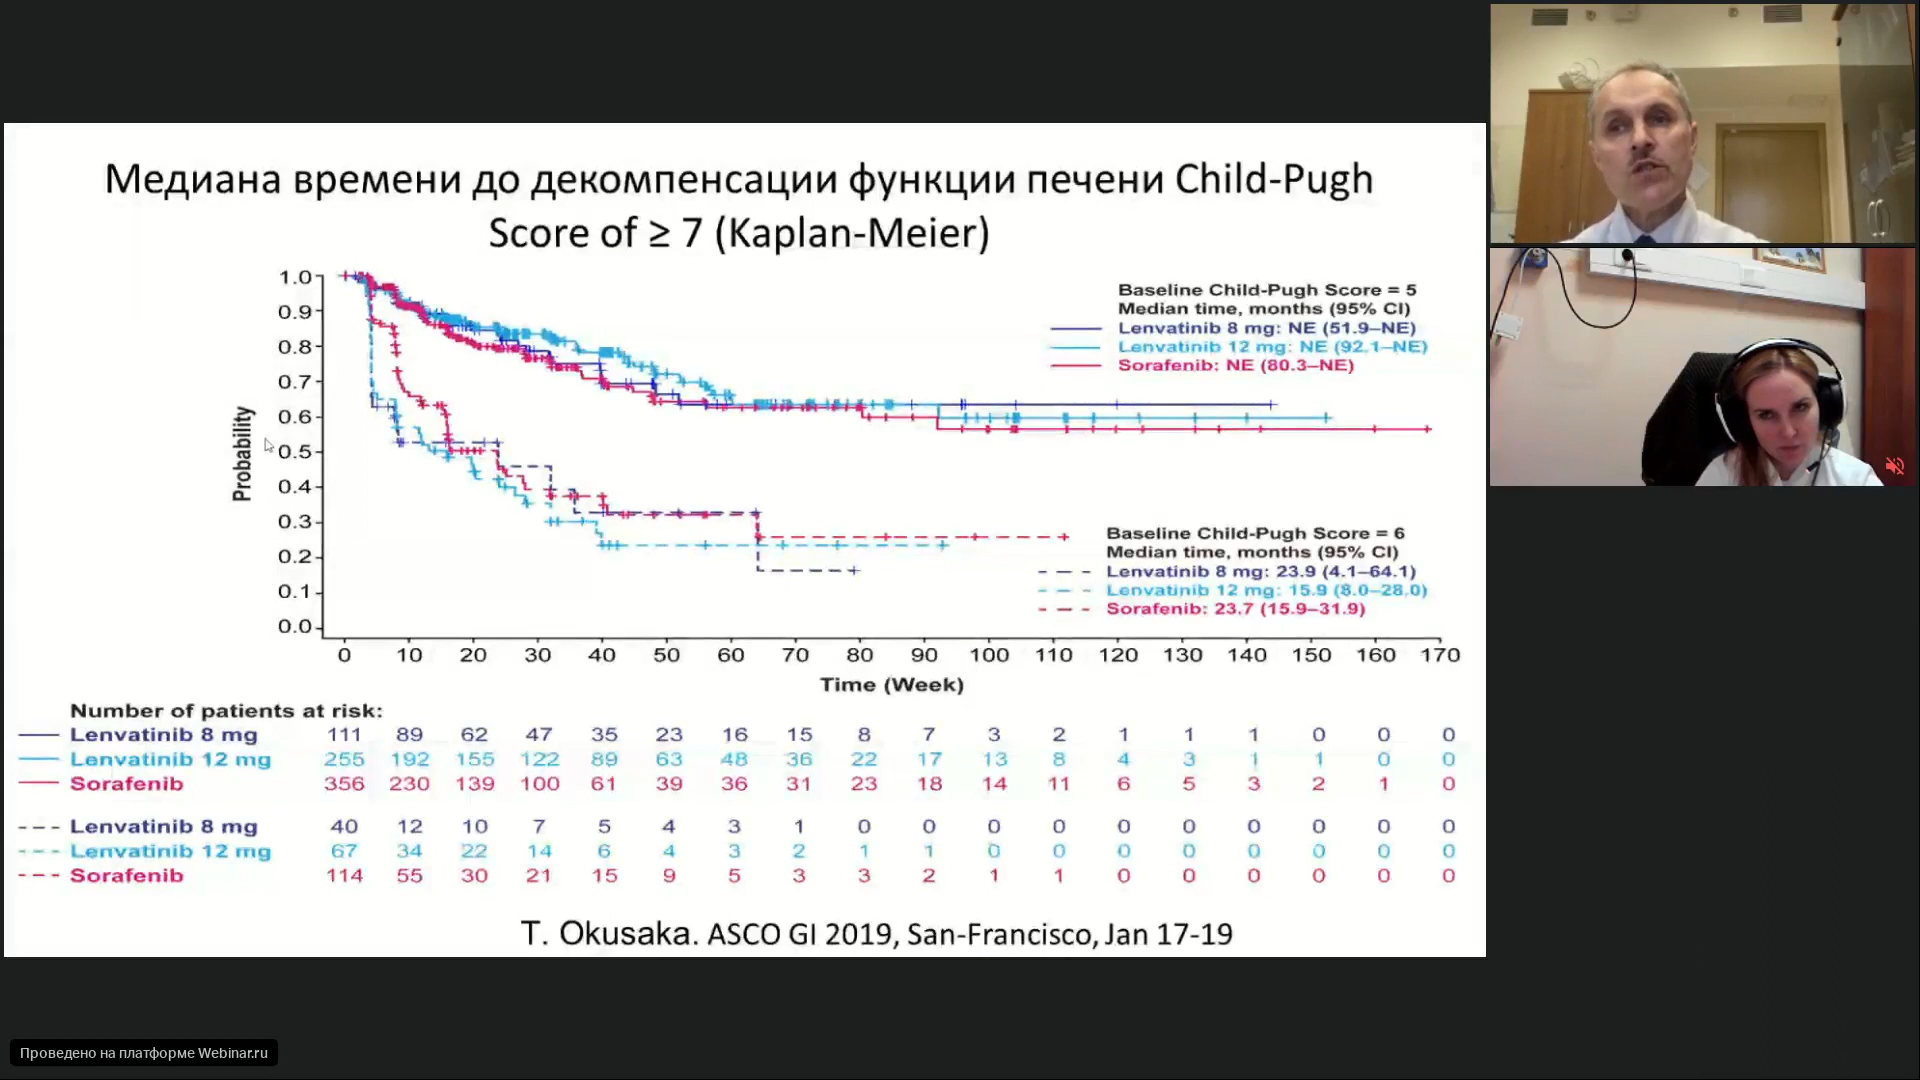 Медиана времени до декомпенсации функции печени Child-Pugh
Score of ≥ 7 (Kaplan-Meier)
Probability
1.0
0.9
0.8
0.7
0.6
0.5
0.4
0.3
0.2
0.1
0.0
Baseline Child-Pugh Score = 5
Median time, months (95% CI)
Lenvatinib 8 mg: NE (51.9–NE)
Lenvatinib 12 mg: NE (92.1–NE)
Sorafenib: NE (80.3–NE)
Baseline Child-Pugh Score = 6
Median time, months (95% CI)
Lenvatinib 8 mg: 23.9 (4.1–64.1)
Lenvatinib 12 mg: 15.9 (8.0–28.0)
Sorafenib: 23.7 (15.9–31.9)
0 10 20 30 40 50 60 70 80 90 100 110 120 130 140 150 160 170
Time (Week)
Number of patients at risk:
Lenvatinib 8 mg 111 89 62 47 35 23 16 15 8 7 3 2 1 1 1 0 0 0
Lenvatinib 12 mg 255 192 155 122 89 63 48 36 22 17 13 8 4 3 1 1 0 0
Sorafenib 356 230 139 100 61 39 36 31 23 18 14 11 6 5 3 2 1 0
Lenvatinib 8 mg 40 12 10 7 5 4 3 1 0 0 0 0 0 0 0 0 0 0
Lenvatinib 12 mg 67 34 22 14 6 4 3 2 1 1 0 0 0 0 0 0 0 0
Sorafenib 114 55 30 21 15 9 5 3 3 2 1 1 0 0 0 0 0 0
T. Okusaka. ASCO GI 2019, San-Francisco, Jan 17-19
Проведено на платформе Webinar.ru